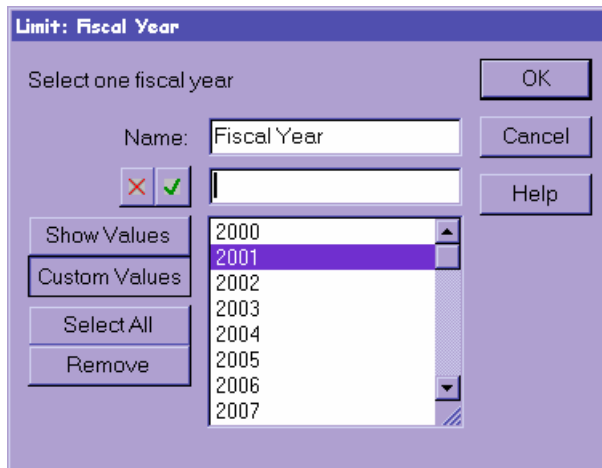 Limit: Fiscal Year
Select one fiscal year
OK
Name:
Fiscal Year
Cancel
Help
Show Values
Custom Values
Select All
Remove
2000
2001
2002
2003
2004
2005
2006
2007